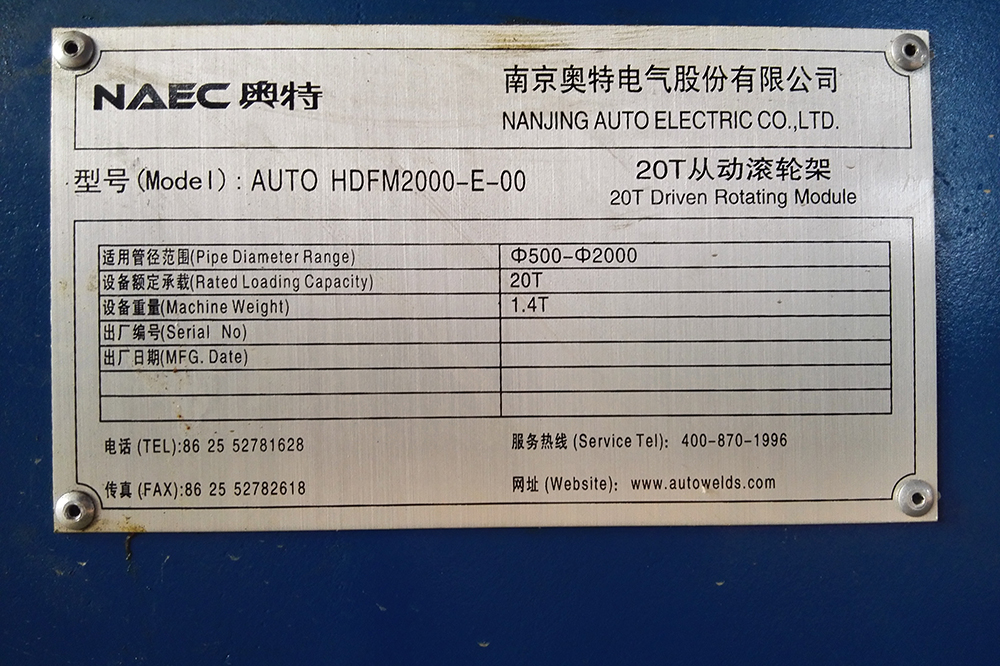 NAEC 奥特
南京奥特电气股份有限公司
NANJING AUTO ELECTRIC CO.,LTD.
型号(Model): AUTO HDFM2000-E-00
20T从动滚轮架
20T Driven Rotating Module
适用管径范围(Pipe Diameter Range) Φ500-Φ2000
设备额定承载(Rated Loading Capacity) 20T
设备重量(Machine Weight) 1.4T
出厂编号(Serial No)
出厂日期(MFG. Date)
电话 (TEL):86 25 52781628
服务热线 (Service Tel): 400-870-1996
传真 (FAX):86 25 52782618
网址 (Website): www.autowelds.com